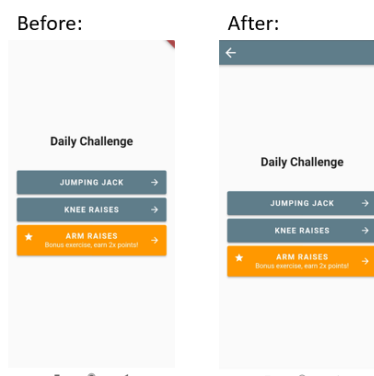 Before:
Daily Challenge
JUMPING JACK
KNEE RAISES
ARM RAISES
Bonus exercise, earn 2x points!
After:
Daily Challenge
JUMPING JACK
KNEE RAISES
ARM RAISES
Bonus exercise, earn 2x points!